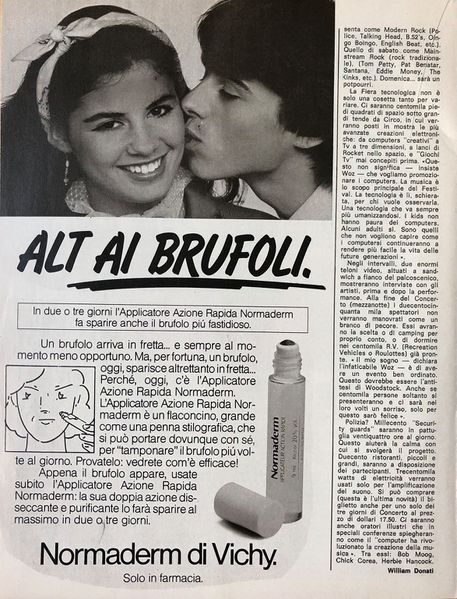 ALT AI BRUFOLI.
In due o tre giorni l'Applicatore Azione Rapida Normaderm
fa sparire anche il brufolo piú fastidioso.
Un brufolo arriva in fretta... e sempre al mo-
mento meno opportuno. Ma, per fortuna, un brufolo,
oggi, sparisce altrettanto in fretta...
Perché, oggi, c'è l'Applicatore
Azione Rapida Normaderm.
L'Applicatore Azione Rapida Nor-
maderm è un flaconcino, grande
come una penna stilografica, che
si può portare dovunque con sé,
per "tamponare" il brufolo piú vol-
te al giorno. Provatelo: vedrete com'è efficace!
Appena il brufolo appare, usate
subito l'Applicatore Azione Rapida
Normaderm: la sua doppia azione dis-
seccante e purificante lo farà sparire al
massimo in due o tre giorni.
Normaderm
Normaderm di Vichy.
Solo in farmacia.
senta come Modern Rock (Po-
lice, Talking Head, B.52's, Oingo
Boingo, English Beat, etc.).
Quello di sabato come Main-
stream Rock (rock tradiziona-
le), (Tom Petty, Pat Benatar,
Santana, Eddie Money, The
Kinks, etc.). Domenica... sarà un
potpourri.
La Fiera tecnologica non è
solo una cosetta tanto per va-
riare. Ci saranno centomila pie-
di quadrati di spazio sotto gran-
di tende da Circo, in cui ver-
ranno posti in mostra le più
avanzate creazioni elettroni-
che: da computers "creativi" a
Tv a tre dimensioni, a lanci di
Rocket nello spazio, e "Giochi
Tv" mai concepiti prima. «Que-
sto non significa — insiste
Woz — che vogliamo promozio-
nare i computers. La musica è
lo scopo principale del Festi-
val. La tecnologia è lì, schiera-
ta, per chi vuole osservarla.
Una tecnologia che va sempre
più umanizzandosi. I kids non
hanno paura dei computers.
Alcuni adulti sì. Sono quelli
che non vogliono capire come
i computersi continueranno a
rendere più facile la vita delle
future generazioni».
Negli intervalli, due enormi
teloni video, situati a sand-
wich a fianco del palcoscenico,
mostreranno interviste con gli
artisti, prima e dopo la perfor-
mance. Alla fine del Concer-
to (mezzanotte) i duecentocin-
quanta mila spettatori non
verranno manovrati come un
branco di pecore. Essi avran-
no la scelta o di camping per
proprio conto, o di dormire
nei centomila R.V. (Recreation
Vehicles o Roulottes) già pron-
te. «Il mio sogno — dichiara
l'infaticabile Woz — è di ave-
re un evento ben ordinato.
Questo dovrebbe essere l'anti-
tesi di Woodstock. Anche se
centomila persone soltanto si
presenteranno e ci sarà nei
loro volti un sorriso, solo per
questo sarò felice».
Polizia? Millecento "Security
guards" saranno in pattu-
glia ventiquattro ore al giorno.
Questo aiuterà la calma con
cui si svolgerà il progetto.
Quecento ristoranti, piccoli e
grandi, saranno a disposizione
dei partecipanti. Trecentomila
watts di elettricità verranno
usati solo per l'amplificazione
del suono. Si può comprare
(questa è l'ultima novità) il bi-
glietto anche per uno solo dei
tre giorni di Concerto al prez-
zo di dollari 17.50. Ci saranno
anche oratori illustri che in
speciali conferenze spiegheran-
no come il "computer ha rivo-
luzionato la creazione della mu-
sica". Tra essi: Bob Moog,
Chick Corea, Herbie Hancock.
William Donati